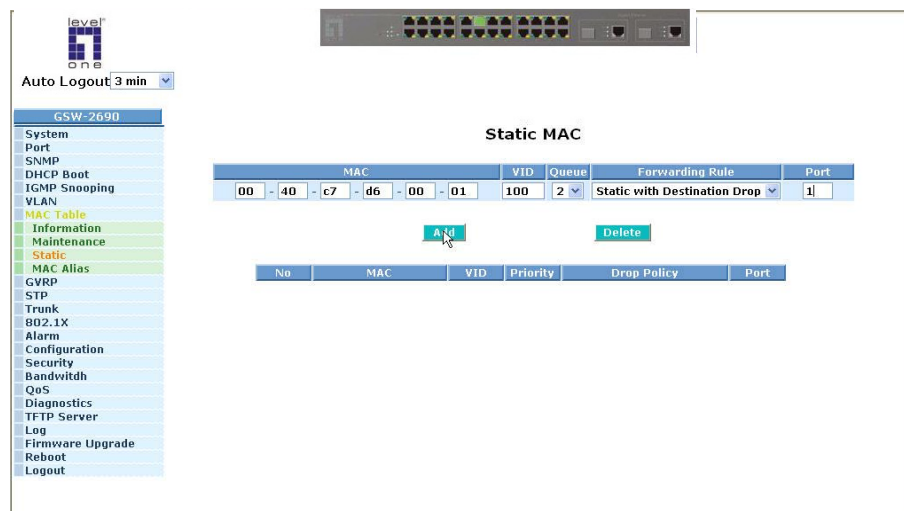 level
one
Auto Logout 3 min
GSW-2690
System
Port
SNMP
DHCP Boot
IGMP Snooping
VLAN
MAC Table
Information
Maintenance
Static
MAC Alias
GVRP
STP
Trunk
802.1X
Alarm
Configuration
Security
Bandwitdh
QoS
Diagnostics
TFTP Server
Log
Firmware Upgrade
Reboot
Logout
Static MAC
MAC VID Queue Forwarding Rule Port
00 - 40 - c7 - d6 - 00 - 01 100 2 Static with Destination Drop 1
Add Delete
No MAC VID Priority Drop Policy Port